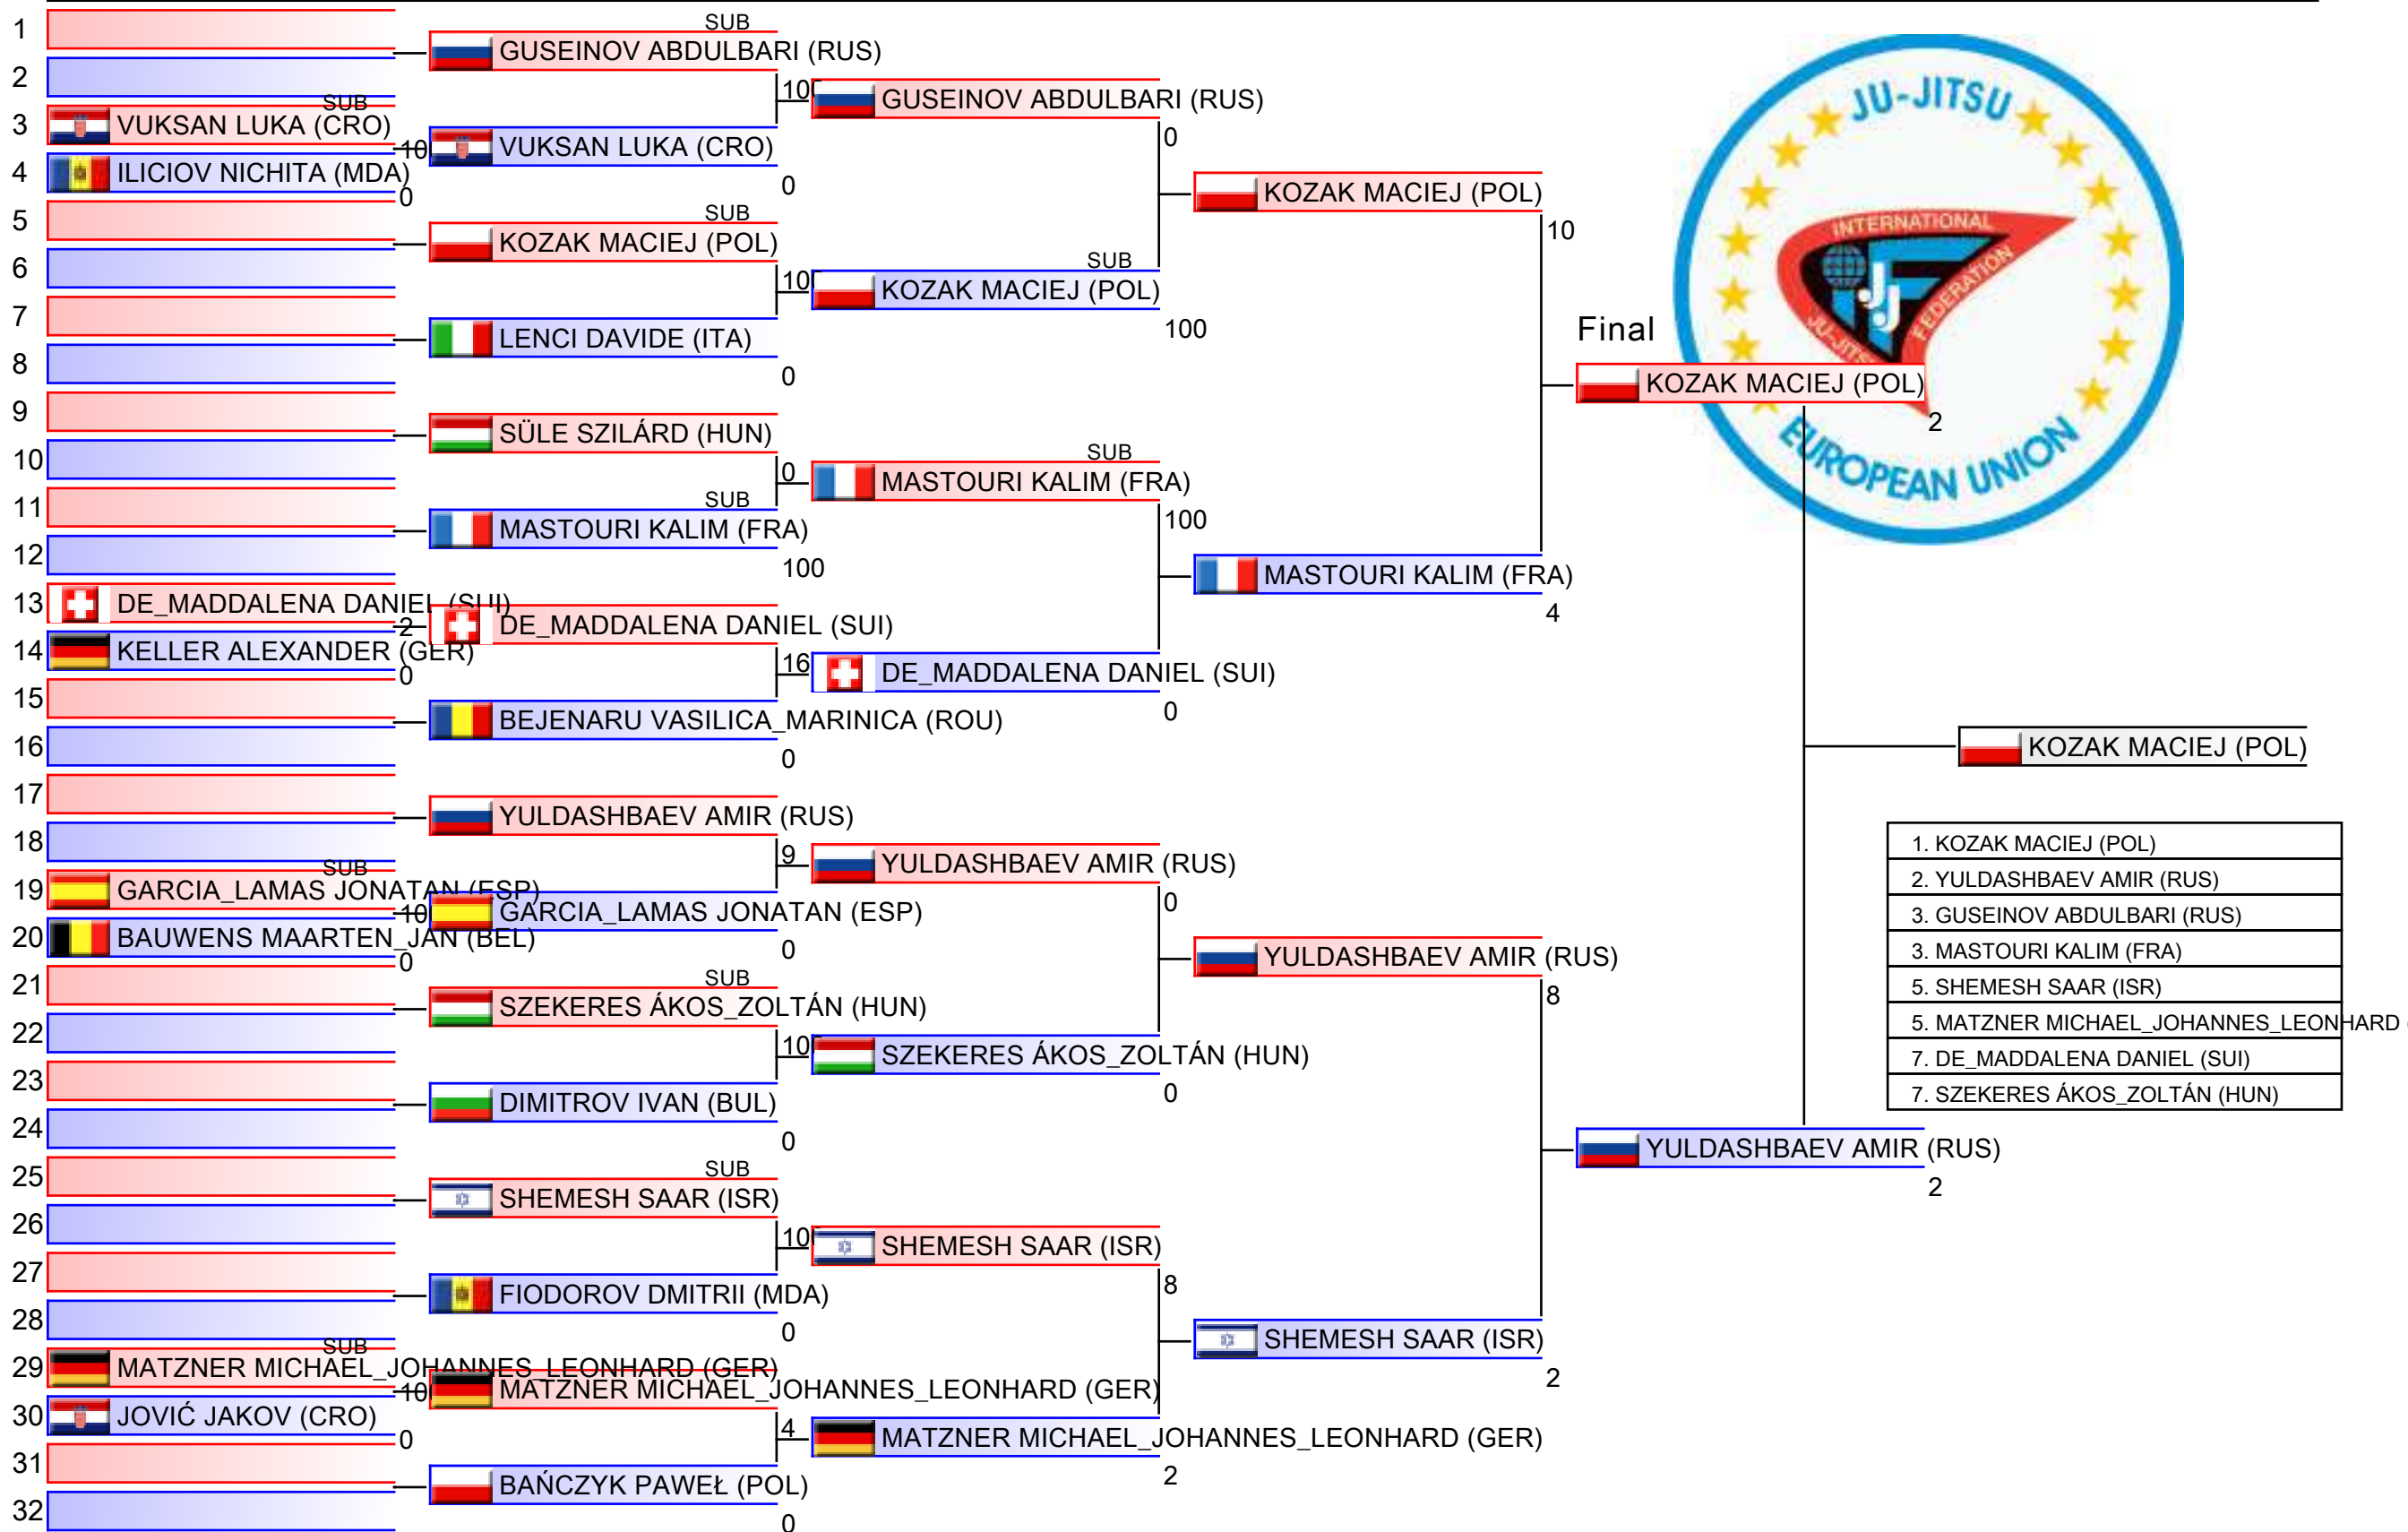 1
2
3 VUKSAN LUKA (CRO) SUB
10
4 ILICIOV NICHITA (MDA)
0
5
6
7
8
9
10
11
12
13 DE_MADDALENA DANIEL (SUI)
2
14 KELLER ALEXANDER (GER)
0
15
16
17
18
19 GARCIA_LAMAS JONATAN (ESP) SUB
10
20 BAUWENS MAARTEN_JAN (BEL)
0
21
22
23
24
25
26
27
28
29 MATZNER MICHAEL_JOHANNES_LEONHARD (GER) SUB
10
30 JOVIĆ JAKOV (CRO)
0
31
32
SUB
GUSEINOV ABDULBARI (RUS)
10
VUKSAN LUKA (CRO)
0
SUB
KOZAK MACIEJ (POL)
10
LENCI DAVIDE (ITA)
0
SÜLE SZILÁRD (HUN)
0
SUB
MASTOURI KALIM (FRA)
100
DE_MADDALENA DANIEL (SUI)
16
BEJENARU VASILICA_MARINICA (ROU)
0
YULDASHBAEV AMIR (RUS)
9
GARCIA_LAMAS JONATAN (ESP)
0
SUB
SZEKERES ÁKOS_ZOLTÁN (HUN)
10
DIMITROV IVAN (BUL)
0
SUB
SHEMESH SAAR (ISR)
10
FIODOROV DMITRII (MDA)
0
MATZNER MICHAEL_JOHANNES_LEONHARD (GER)
4
BAŃCZYK PAWEŁ (POL)
0
GUSEINOV ABDULBARI (RUS)
0
SUB
KOZAK MACIEJ (POL)
100
SUB
MASTOURI KALIM (FRA)
100
DE_MADDALENA DANIEL (SUI)
0
YULDASHBAEV AMIR (RUS)
0
SZEKERES ÁKOS_ZOLTÁN (HUN)
0
SHEMESH SAAR (ISR)
8
MATZNER MICHAEL_JOHANNES_LEONHARD (GER)
2
KOZAK MACIEJ (POL)
10
MASTOURI KALIM (FRA)
4
YULDASHBAEV AMIR (RUS)
8
SHEMESH SAAR (ISR)
2
Final
KOZAK MACIEJ (POL)
2
YULDASHBAEV AMIR (RUS)
2
KOZAK MACIEJ (POL)
JU-JITSU
INTERNATIONAL
JJ
FEDERATION
EUROPEAN UNION
1. KOZAK MACIEJ (POL)
2. YULDASHBAEV AMIR (RUS)
3. GUSEINOV ABDULBARI (RUS)
3. MASTOURI KALIM (FRA)
5. SHEMESH SAAR (ISR)
5. MATZNER MICHAEL_JOHANNES_LEONHARD
7. DE_MADDALENA DANIEL (SUI)
7. SZEKERES ÁKOS_ZOLTÁN (HUN)